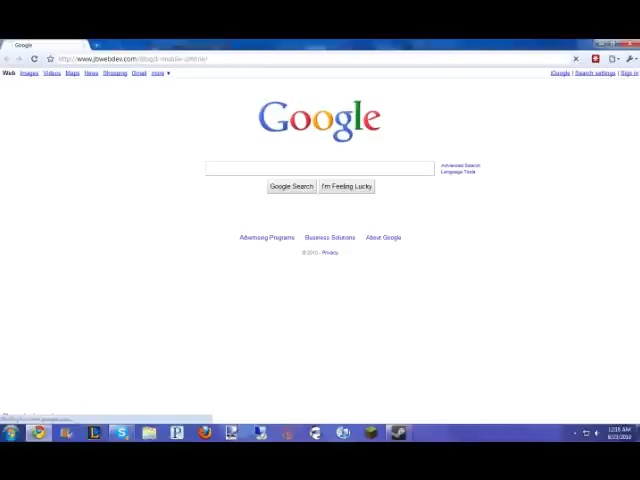 Google
http://www.jbwebdev.com/
Web Images Videos Maps News Shopping Gmail more ▼
iGoogle | Search settings | Sign in
Google
Advanced Search
Language Tools
Google Search I'm Feeling Lucky
Advertising Programs Business Solutions About Google
© 2010 - Privacy
12:18 AM
8/23/2010